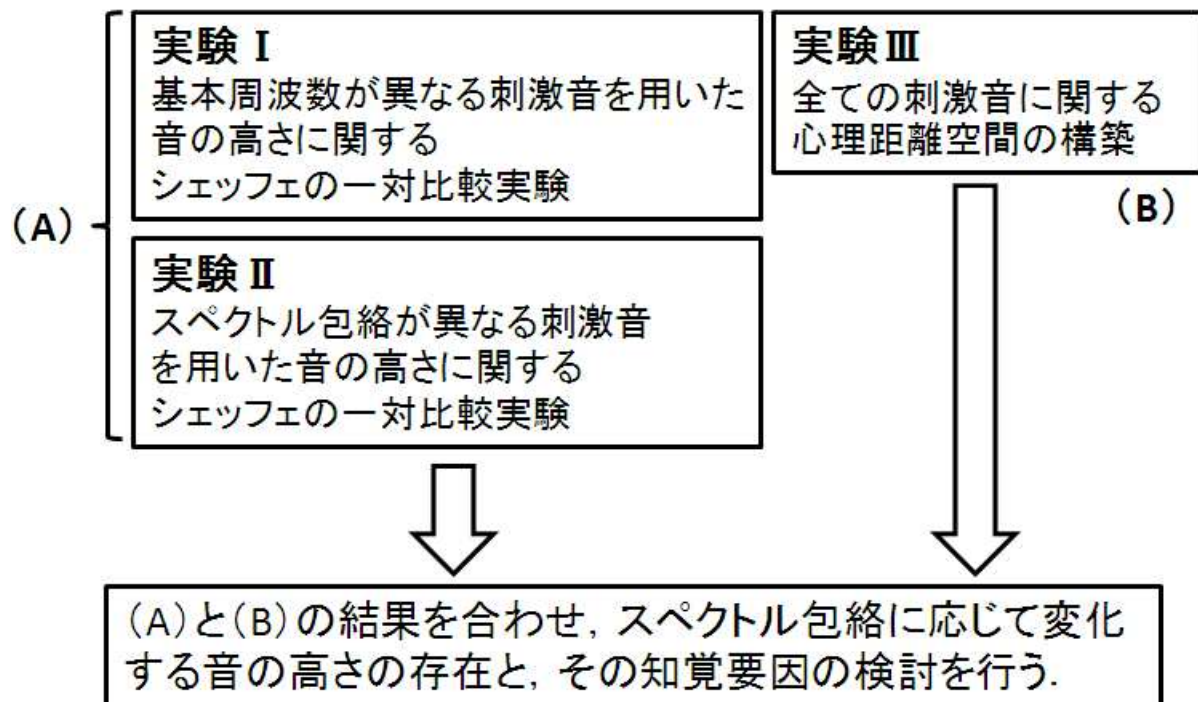 実験Ⅰ
基本周波数が異なる刺激音を用いた
音の高さに関する
シェッフェの一対比較実験
(A)
実験Ⅱ
スペクトル包絡が異なる刺激音
を用いた音の高さに関する
シェッフェの一対比較実験
実験Ⅲ
全ての刺激音に関する
心理距離空間の構築
(B)
(A)と(B)の結果を合わせ, スペクトル包絡に応じて変化
する音の高さの存在と, その知覚要因の検討を行う.